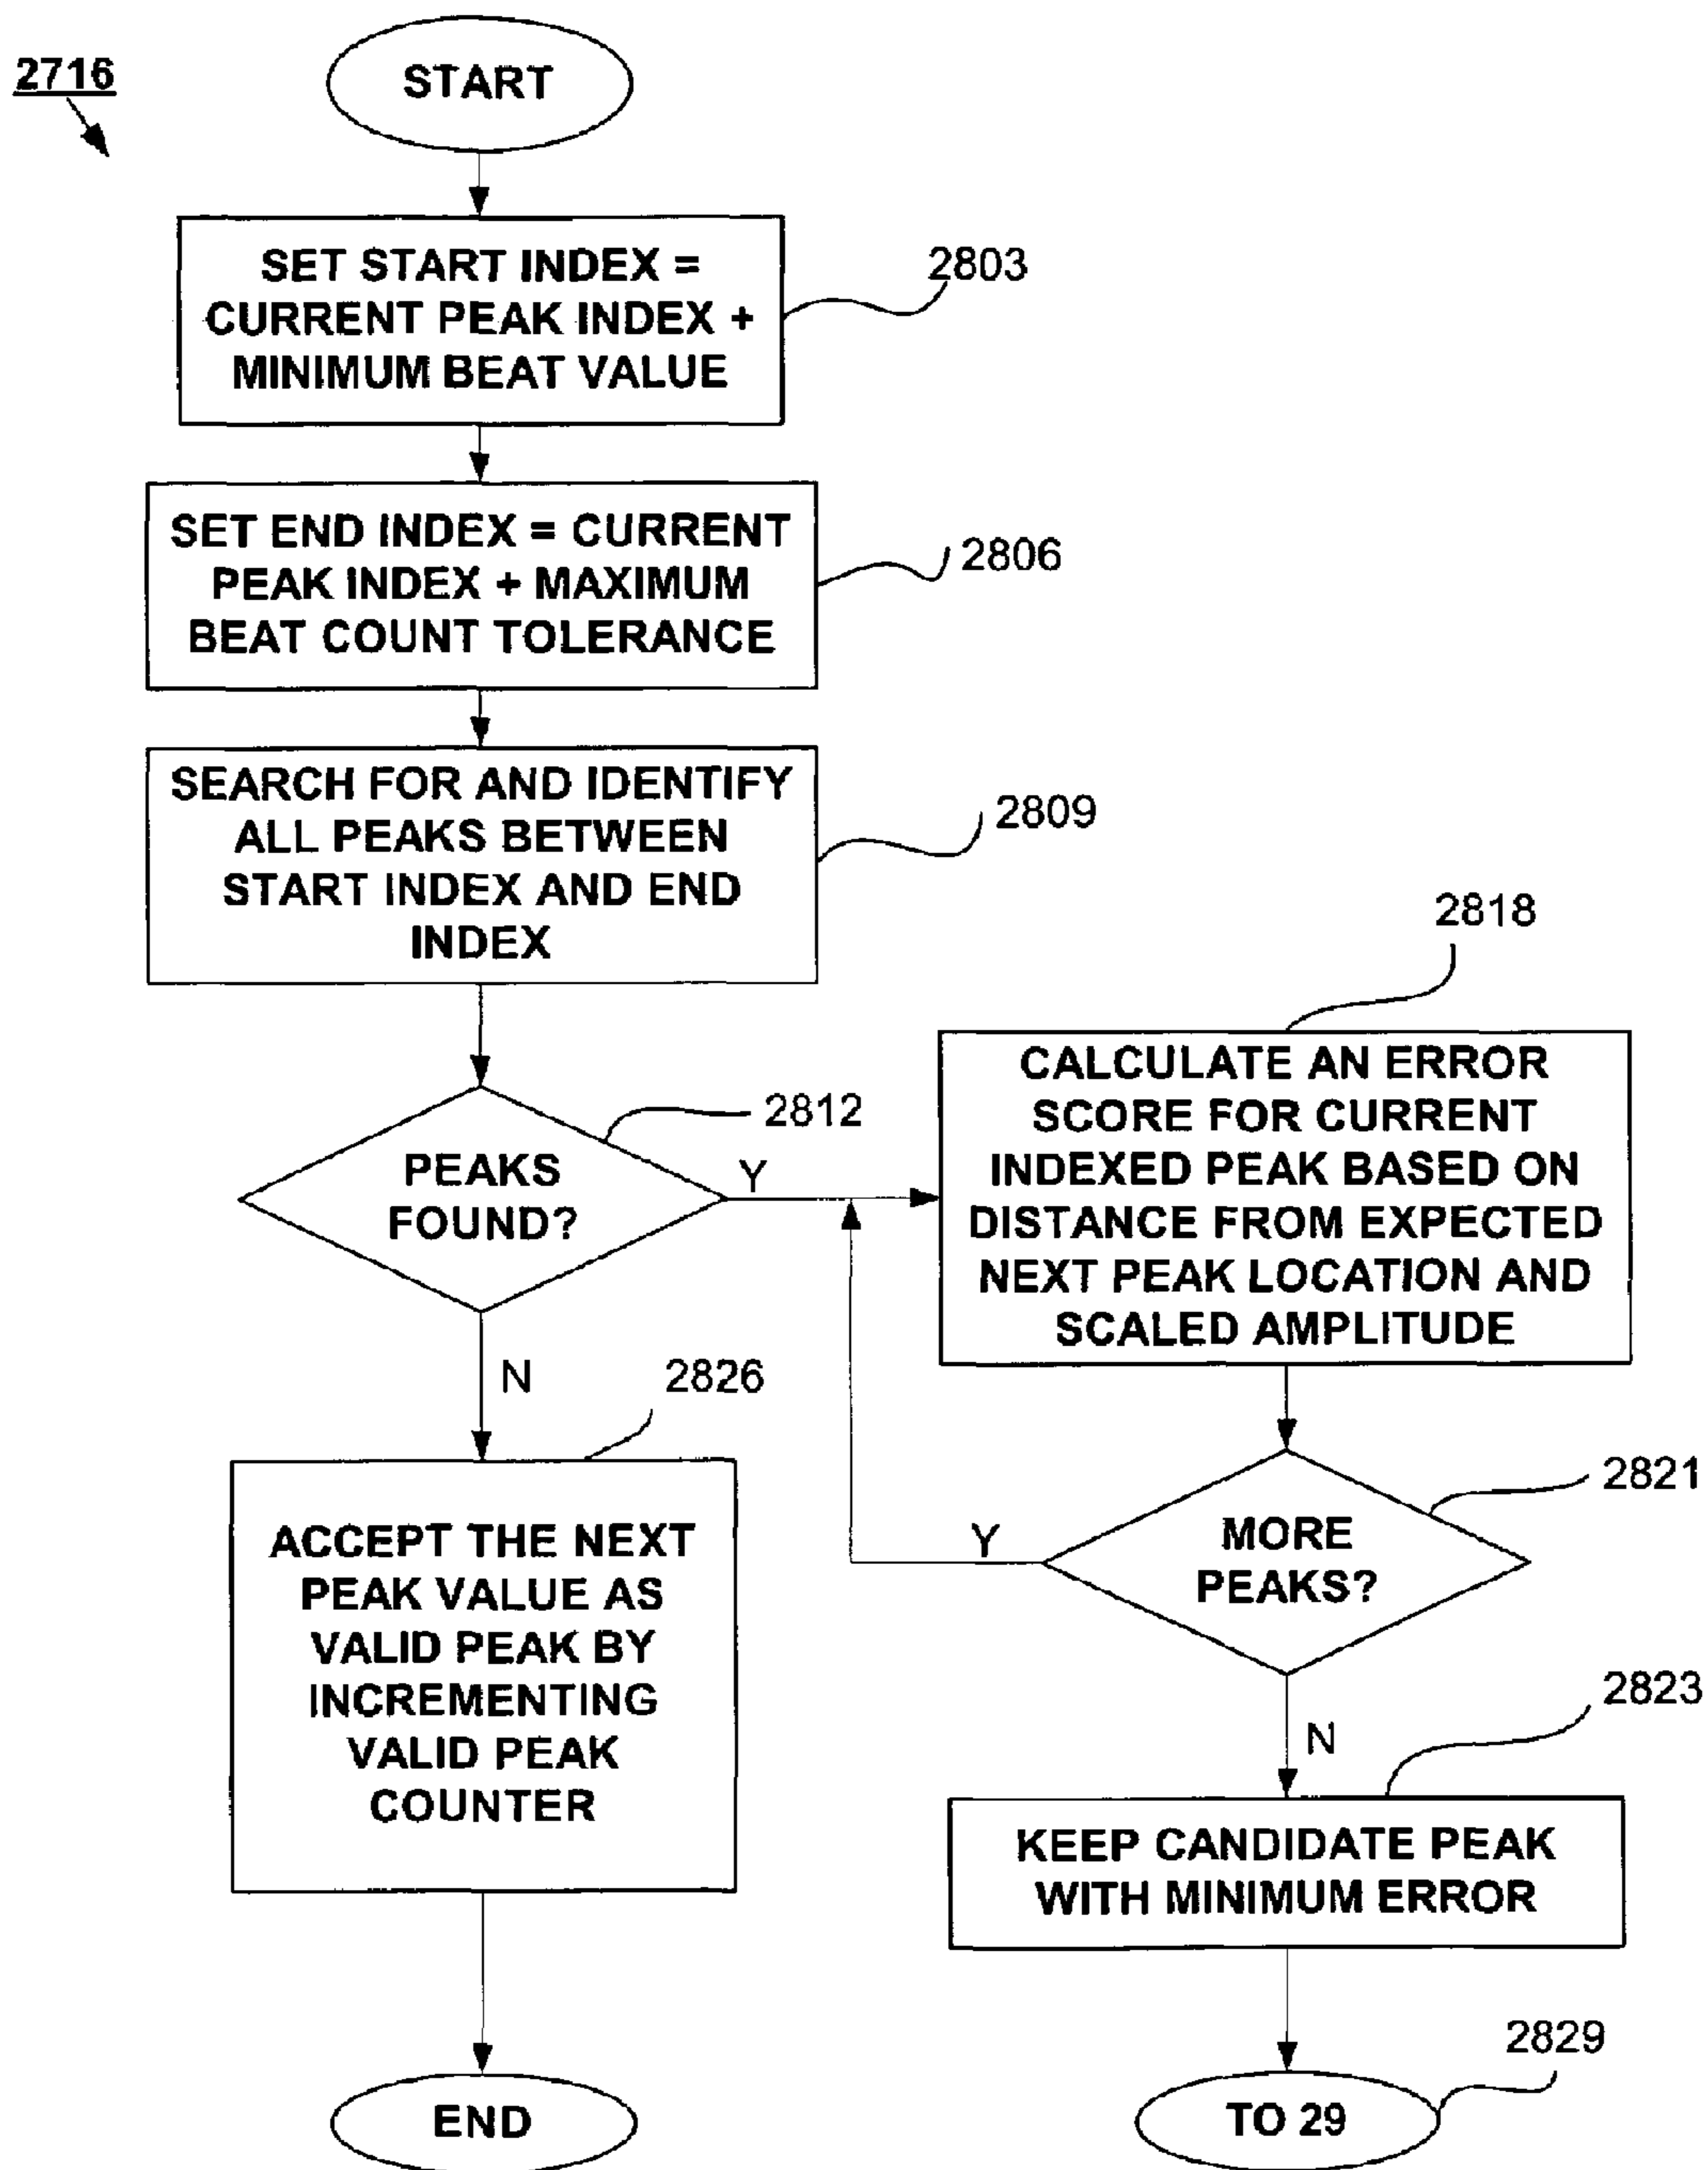 2716
START
SET START INDEX =
CURRENT PEAK INDEX +
MINIMUM BEAT VALUE
2803
SET END INDEX = CURRENT
PEAK INDEX + MAXIMUM
BEAT COUNT TOLERANCE
2806
SEARCH FOR AND IDENTIFY
ALL PEAKS BETWEEN
START INDEX AND END
INDEX
2809
PEAKS
FOUND?
2812
Y
N
2818
CALCULATE AN ERROR
SCORE FOR CURRENT
INDEXED PEAK BASED ON
DISTANCE FROM EXPECTED
NEXT PEAK LOCATION AND
SCALED AMPLITUDE
2826
ACCEPT THE NEXT
PEAK VALUE AS
VALID PEAK BY
INCREMENTING
VALID PEAK
COUNTER
2821
MORE
PEAKS?
Y
N
2823
KEEP CANDIDATE PEAK
WITH MINIMUM ERROR
END
2829
TO 29